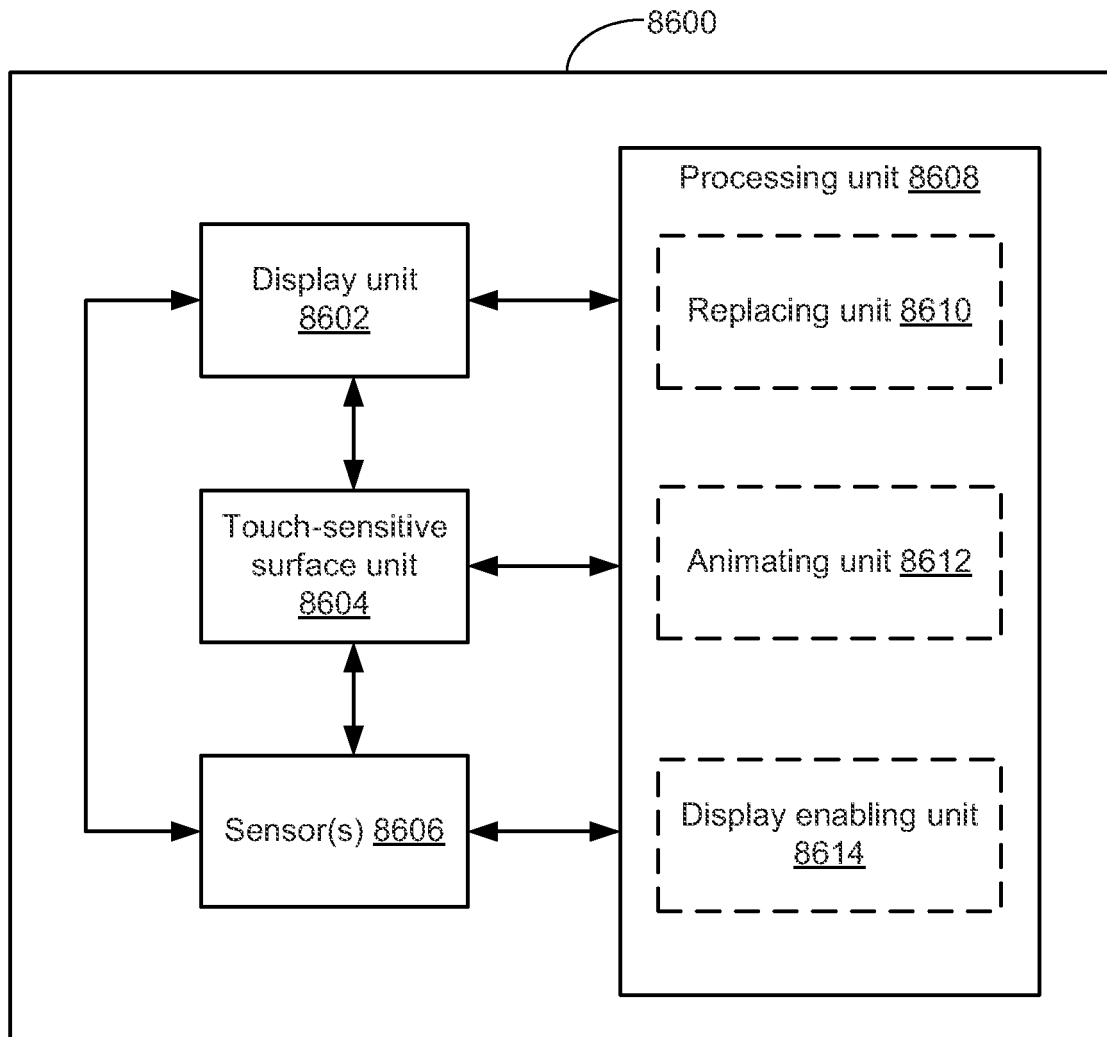 8600
Processing unit 8608
Display unit
8602
Replacing unit 8610
Touch-sensitive
surface unit
8604
Animating unit 8612
Sensor(s) 8606
Display enabling unit
8614